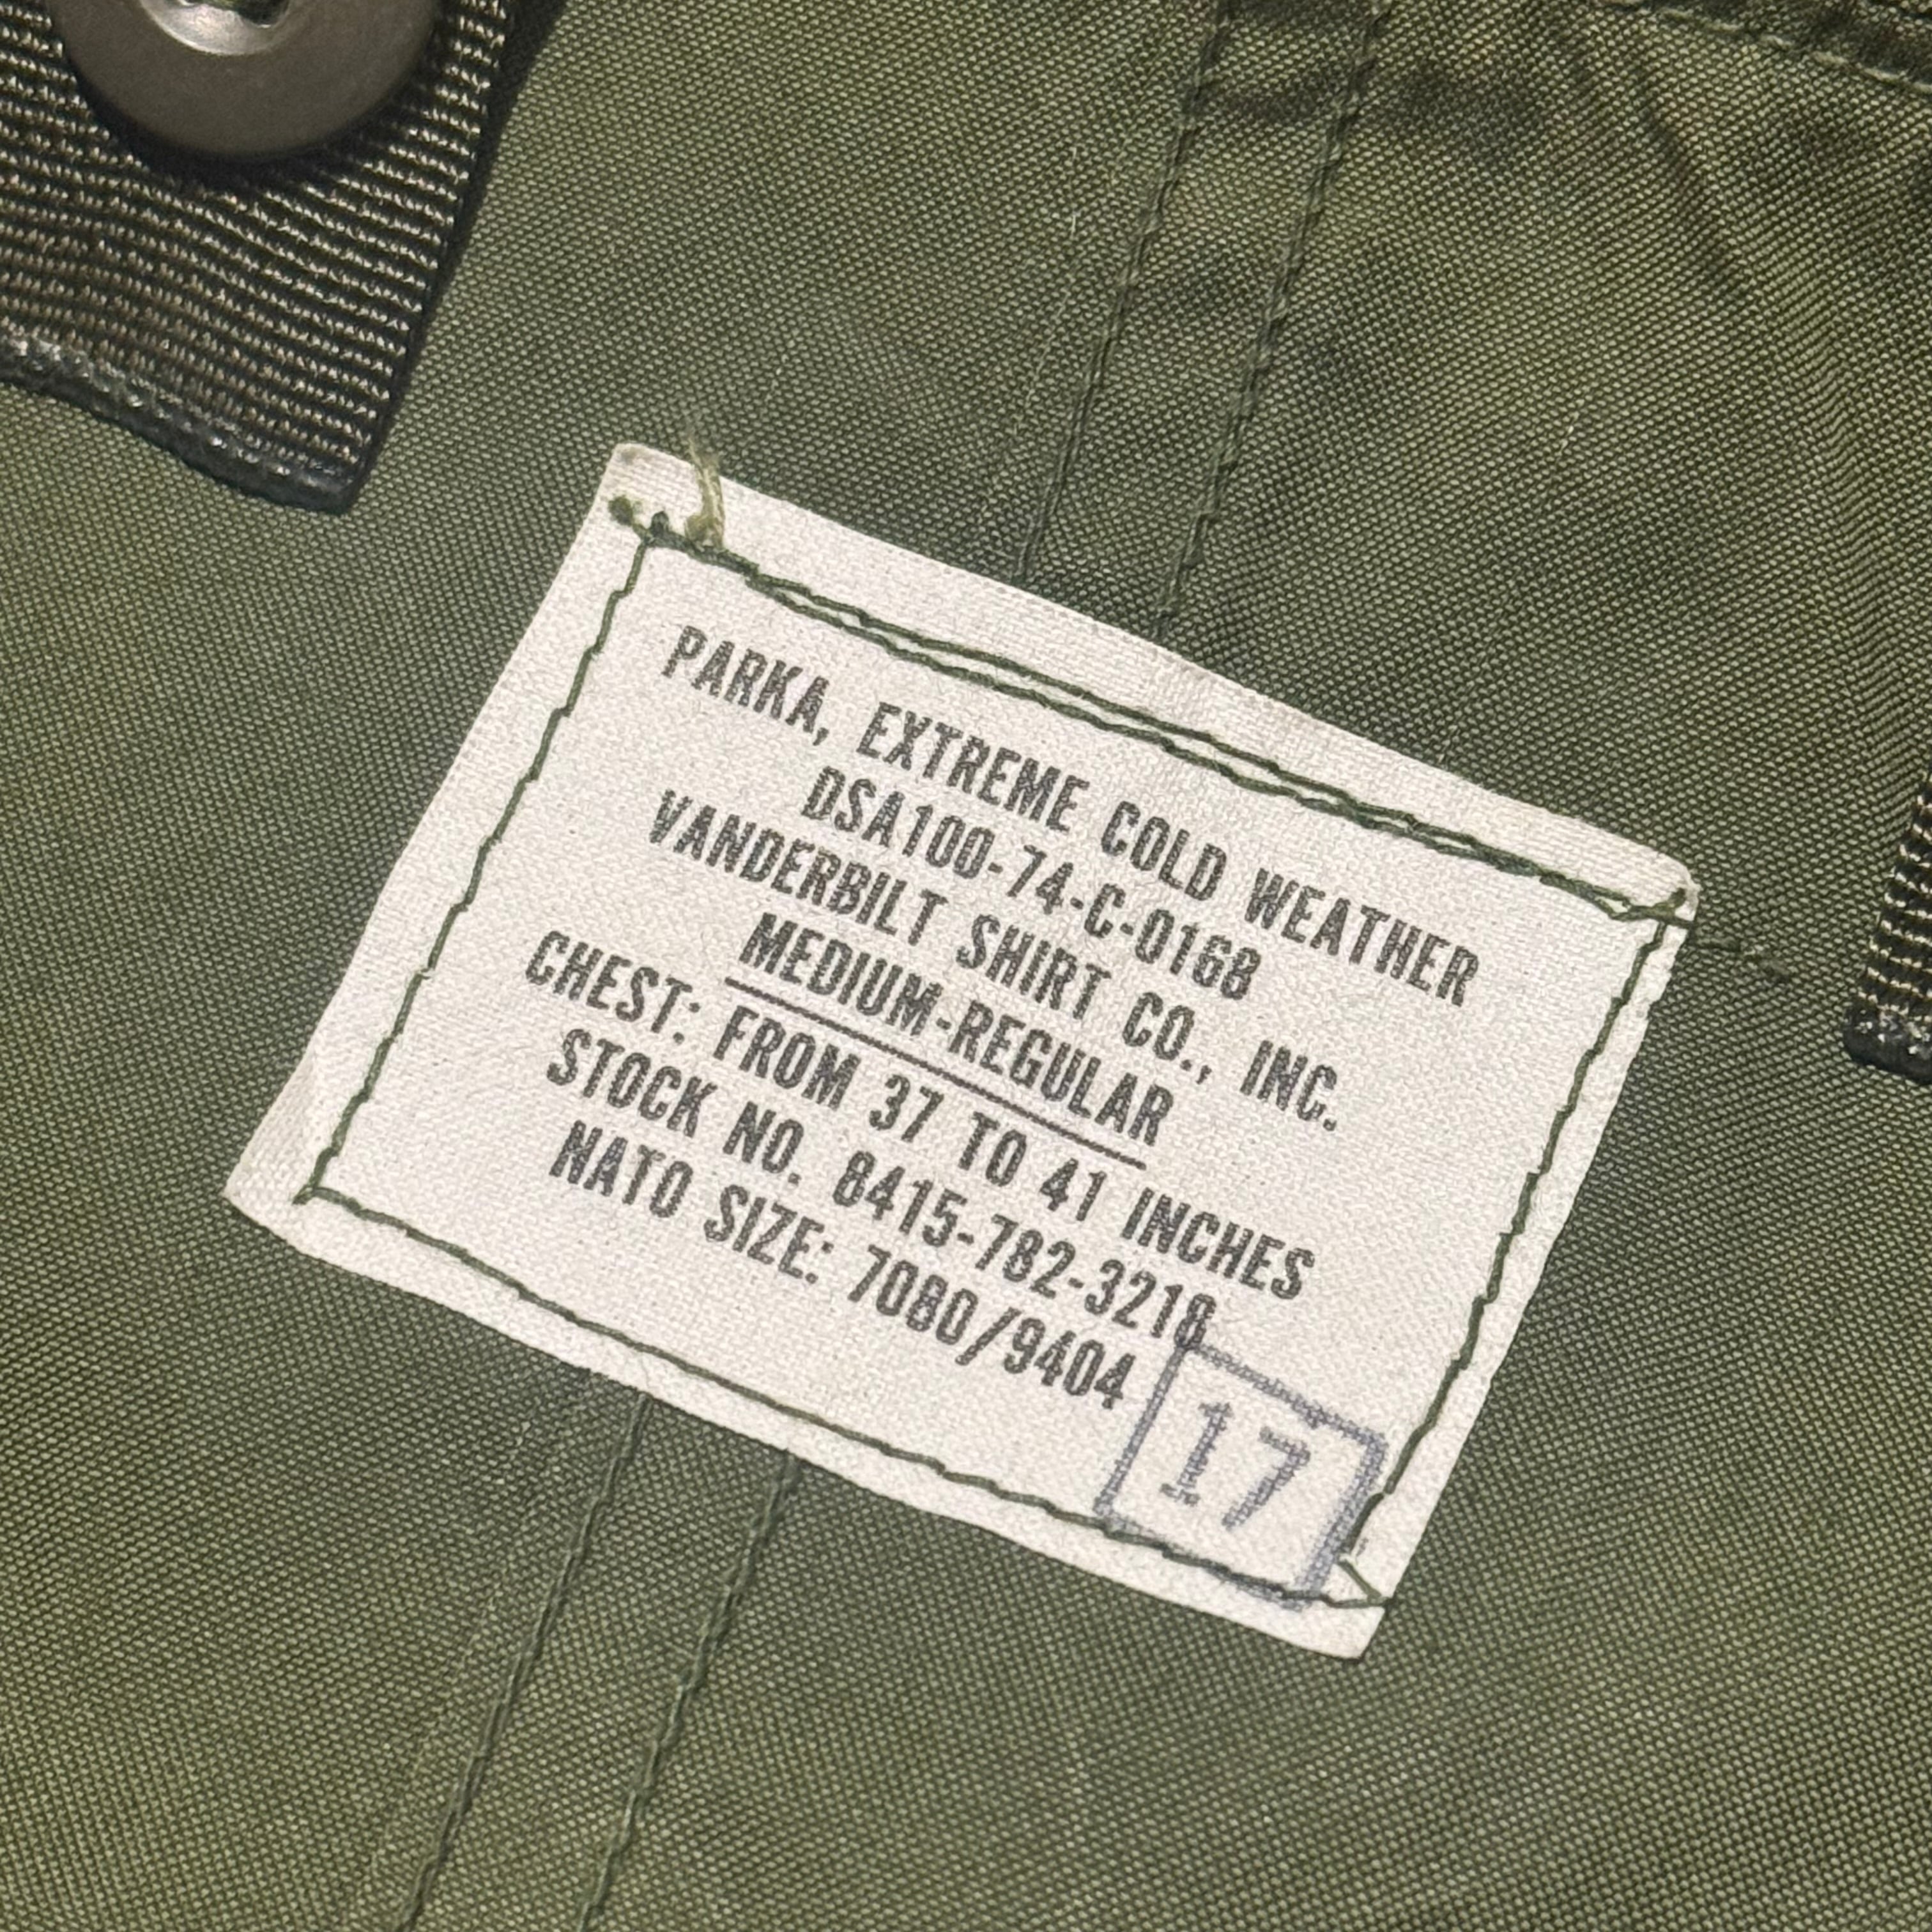 PARKA, EXTREME COLD WEATHER
DSA100-74-C-0168
VANDERBILT SHIRT CO., INC.
MEDIUM-REGULAR
CHEST: FROM 37 TO 41 INCHES
STOCK NO. 8415-782-3218
NATO SIZE: 7080/9404
17